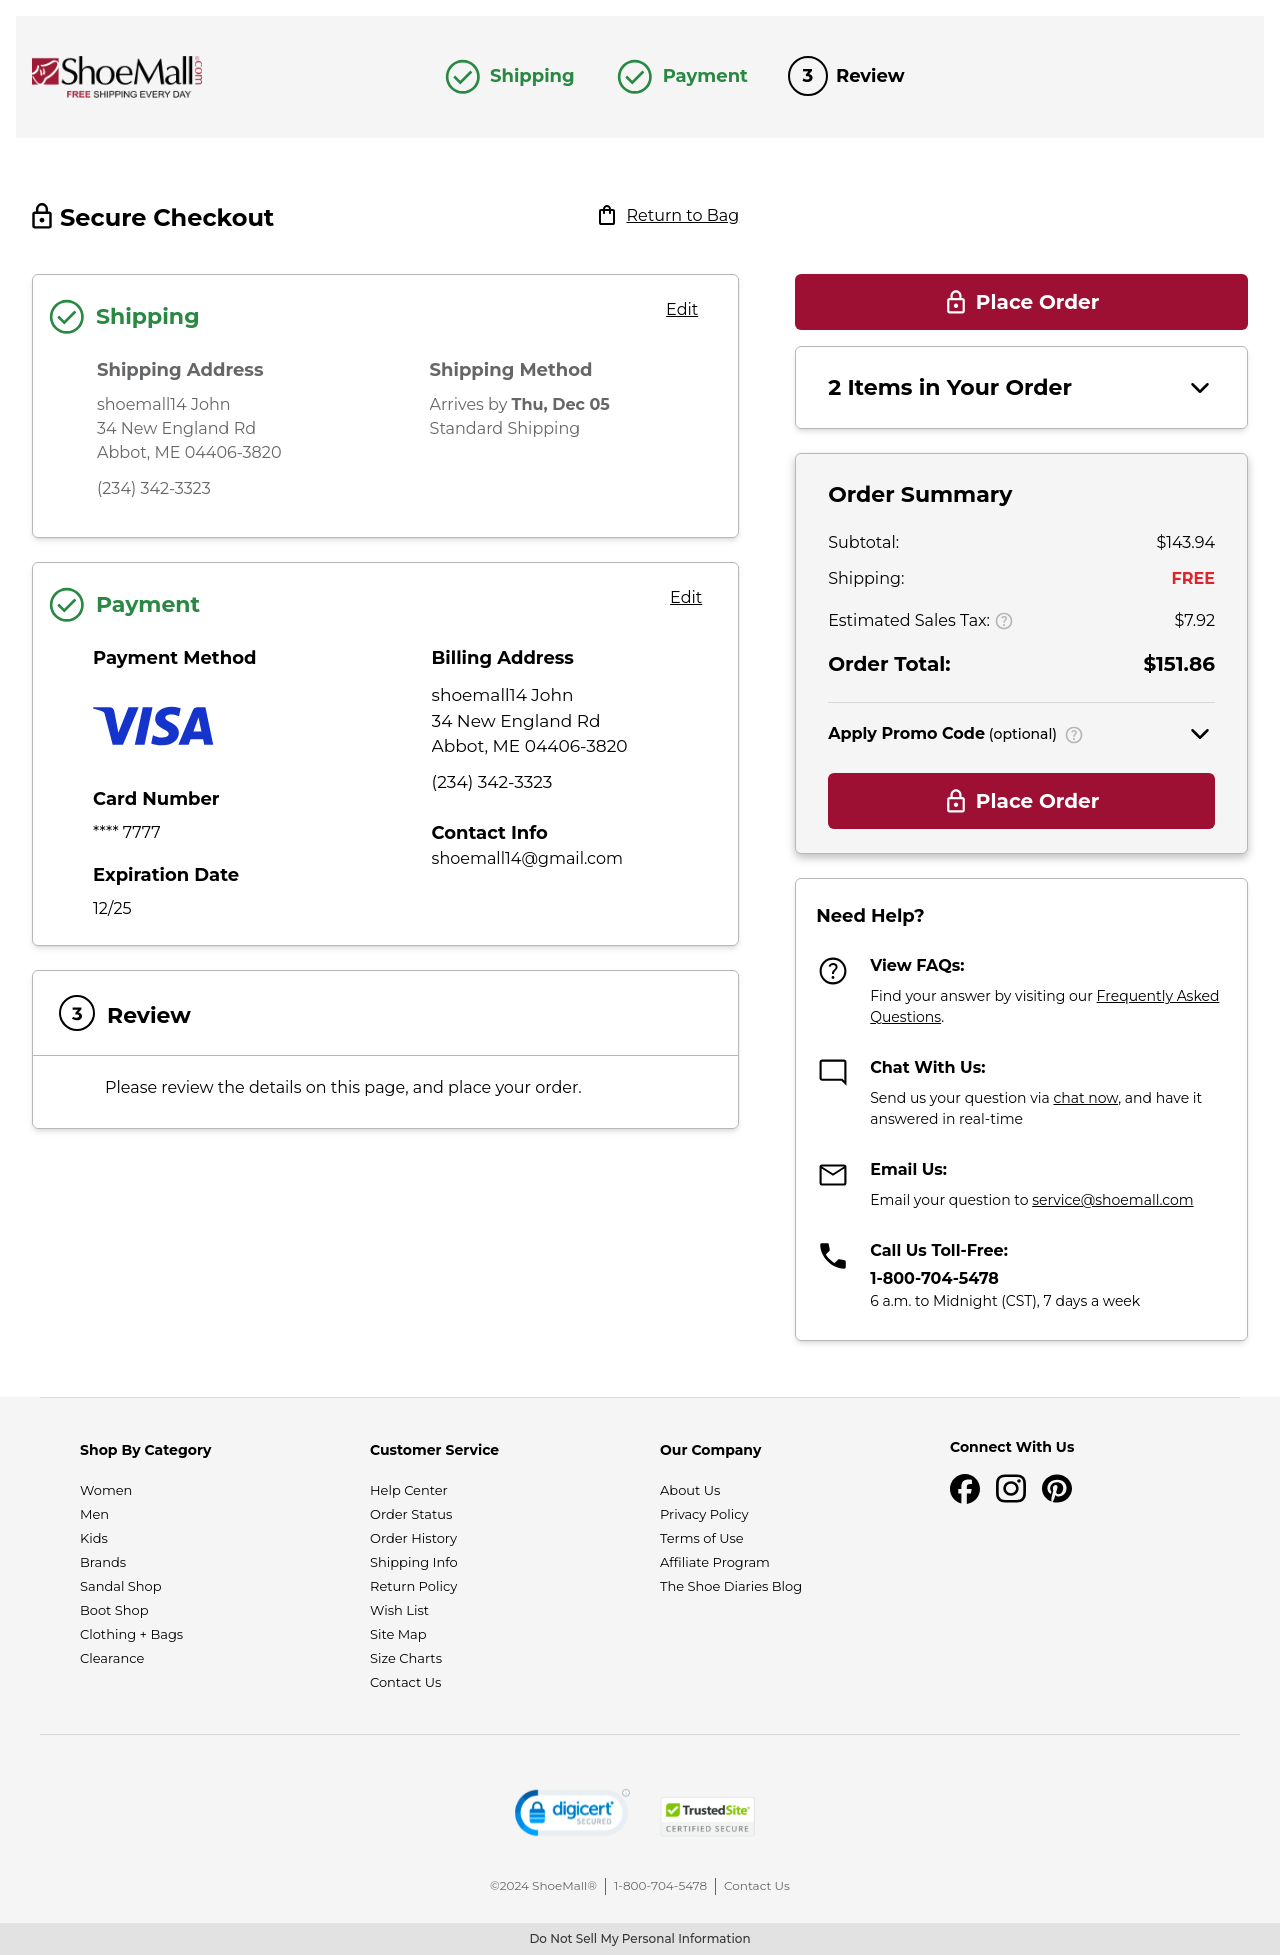 ShoeMall.com
FREE SHIPPING EVERY DAY
Shipping
Payment
3 Review
Secure Checkout
Return to Bag
Shipping
Edit
Shipping Address
shoemall14 John
34 New England Rd
Abbot, ME 04406-3820
(234) 342-3323
Shipping Method
Arrives by Thu, Dec 05
Standard Shipping
Payment
Edit
Payment Method
VISA
Card Number
**** 7777
Expiration Date
12/25
Billing Address
shoemall14 John
34 New England Rd
Abbot, ME 04406-3820
(234) 342-3323
Contact Info
shoemall14@gmail.com
3 Review
Please review the details on this page, and place your order.
Place Order
2 Items in Your Order
Order Summary
Subtotal: $143.94
Shipping: FREE
Estimated Sales Tax: ? $7.92
Order Total: $151.86
Apply Promo Code (optional) ?
Place Order
Need Help?
? View FAQs:
Find your answer by visiting our Frequently Asked
Questions.
Chat With Us:
Send us your question via chat now, and have it
answered in real-time
Email Us:
Email your question to service@shoemall.com
Call Us Toll-Free:
1-800-704-5478
6 a.m. to Midnight (CST), 7 days a week
Shop By Category
Women
Men
Kids
Brands
Sandal Shop
Boot Shop
Clothing + Bags
Clearance
Customer Service
Help Center
Order Status
Order History
Shipping Info
Return Policy
Wish List
Site Map
Size Charts
Contact Us
Our Company
About Us
Privacy Policy
Terms of Use
Affiliate Program
The Shoe Diaries Blog
Connect With Us
digicert
SECURED
TrustedSite
CERTIFIED SECURE
©2024 ShoeMall® | 1-800-704-5478 | Contact Us
Do Not Sell My Personal Information